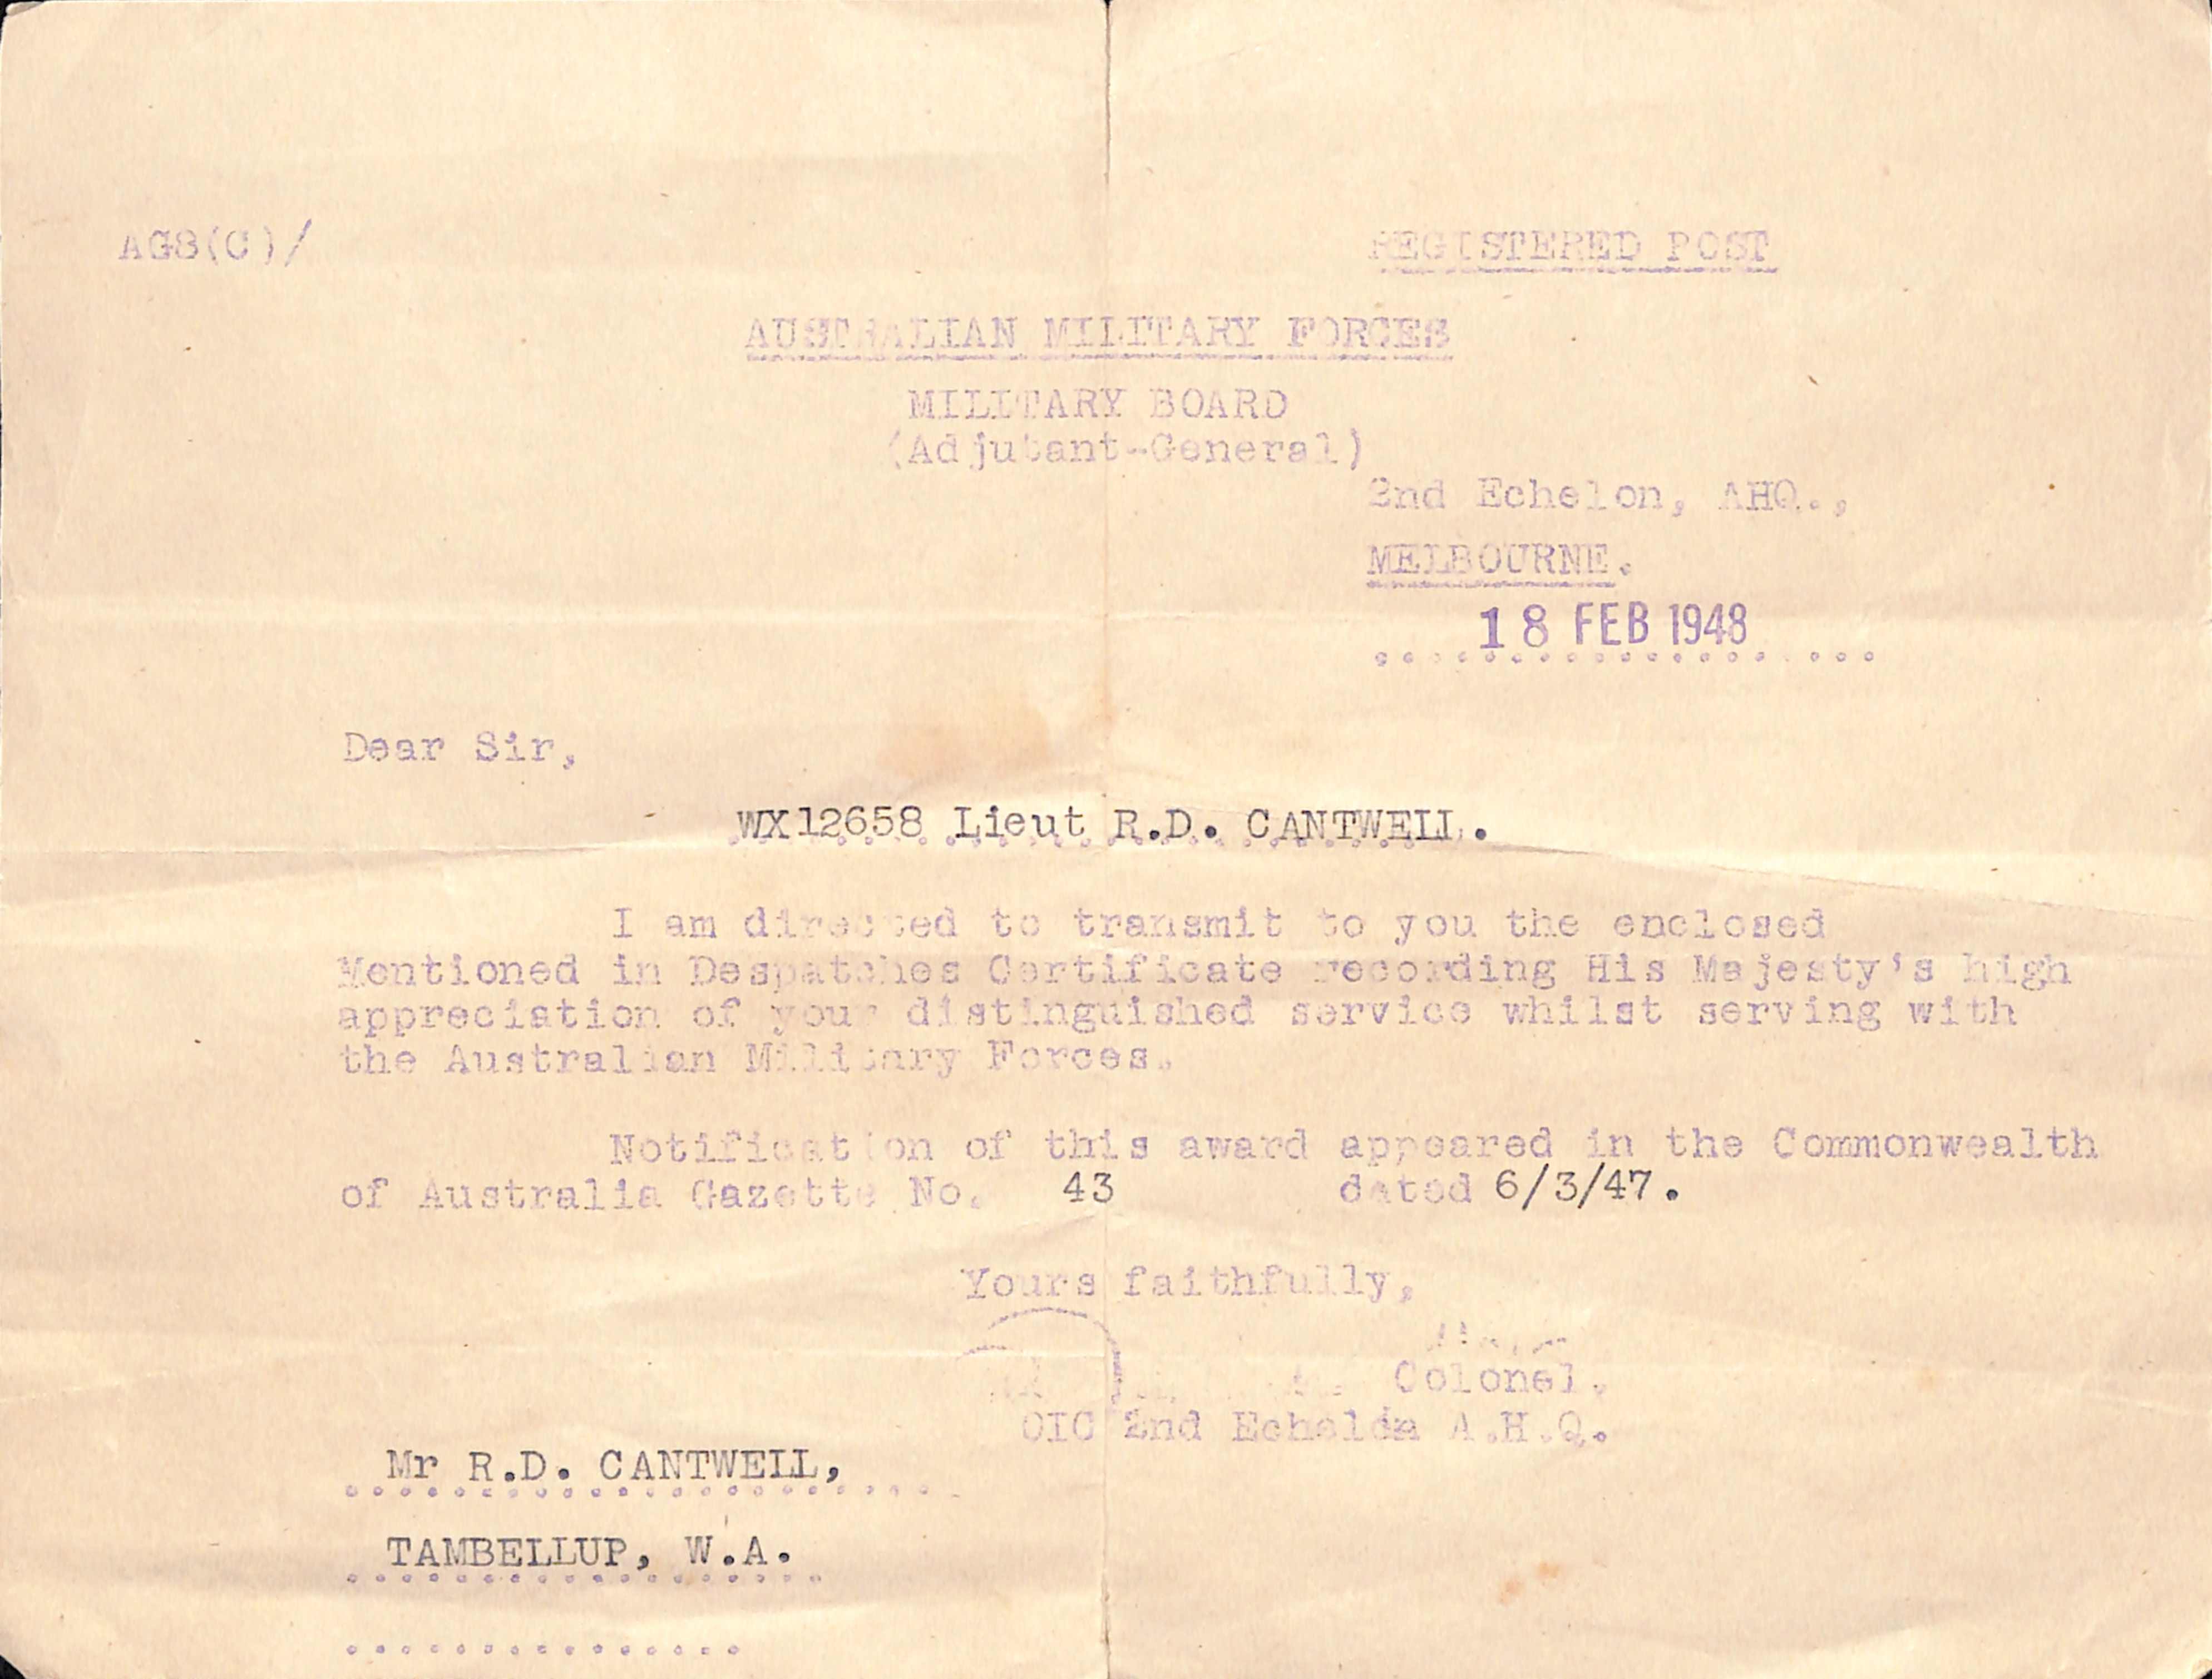 AG8(C)/
REGISTERED POST
AUSTRALIAN MILITARY FORCES
MILITARY BOARD
(Adjutant-General)
2nd Echelon, AHQ.,
MELBOURNE.
18 FEB 1948
Dear Sir,
WX12658 Lieut R.D. CANTWELL.
I am directed to transmit to you the enclosed
Mentioned in Despatches Certificate recording His Majesty's high
appreciation of your distinguished service whilst serving with
the Australian Military Forces.
Notification of this award appeared in the Commonwealth
of Australia Gazette No. 43 dated 6/3/47.
Yours faithfully,
Colonel.
OIC 2nd Echelon A.H.Q.
Mr R.D. CANTWELL,
TAMBELLUP, W.A.